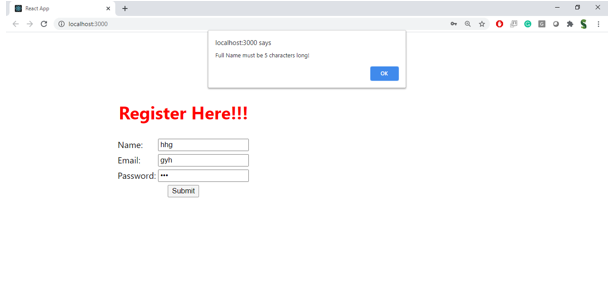 React App
localhost:3000
localhost:3000 says
Full Name must be 5 characters long!
OK
Register Here!!!
Name: hhg
Email: gyh
Password: •••
Submit